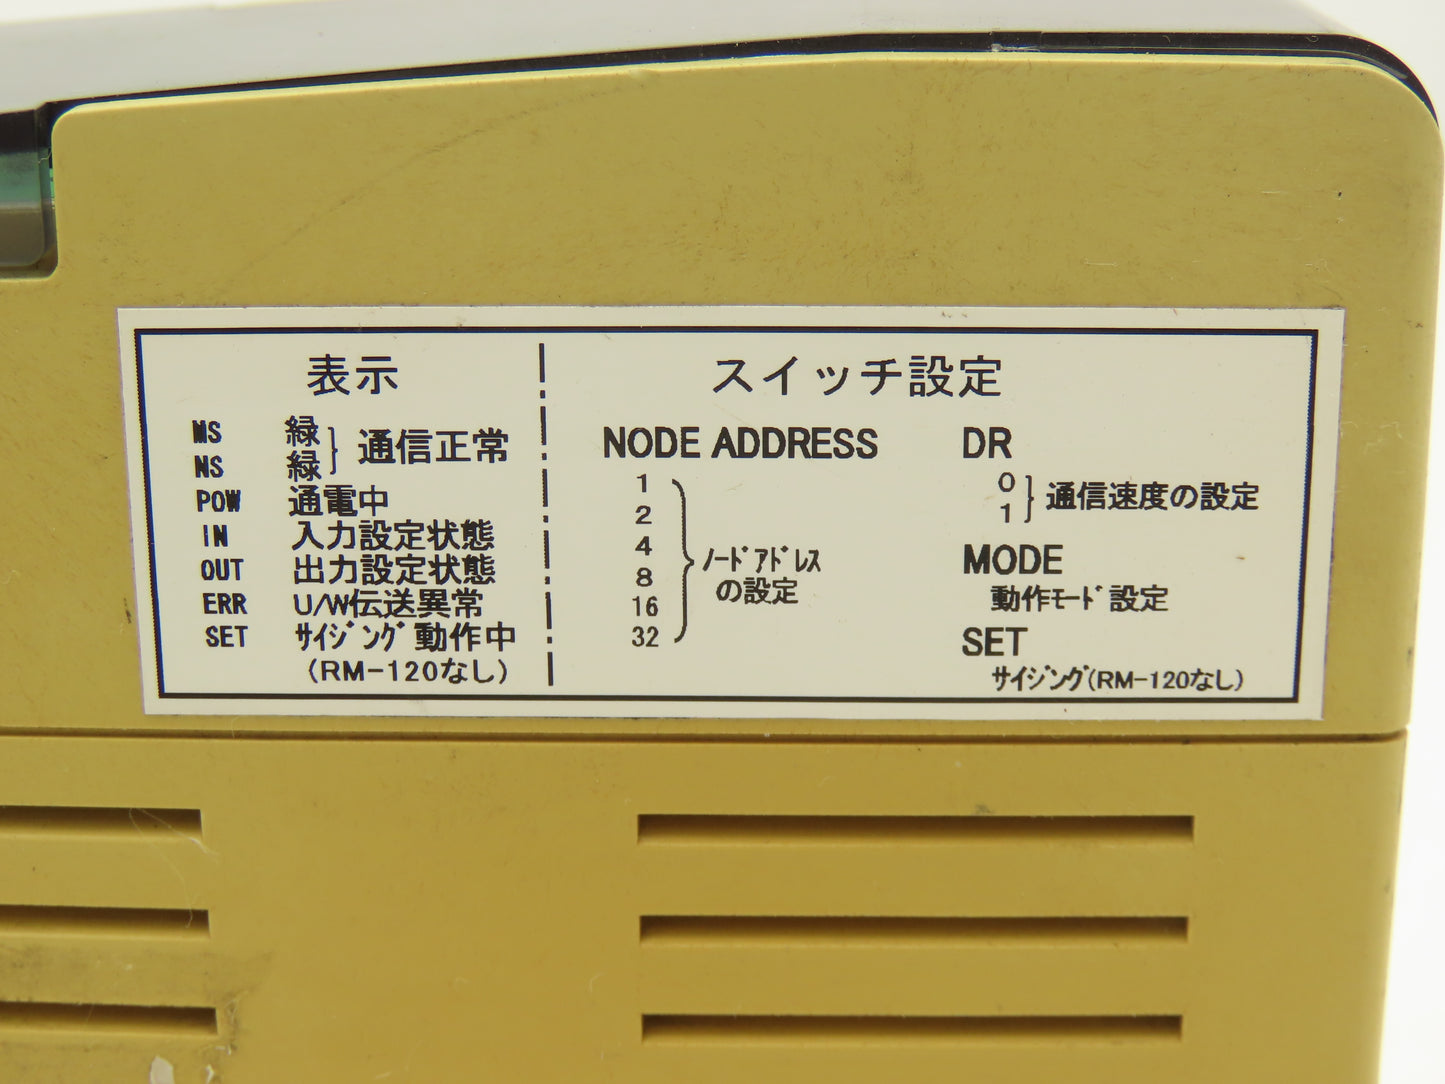 表示
MS 緑
NS 緑 通信正常
POW 通電中
IN 入力設定状態
OUT 出力設定状態
ERR U/W伝送異常
SET ｻｲｼﾞﾝｸﾞ動作中
(RM-120なし)
スイッチ設定
NODE ADDRESS
1
2
4
8
16
32
ﾉｰﾄﾞｱﾄﾞﾚｽ
の設定
DR
0
1
通信速度の設定
MODE
動作ﾓｰﾄﾞ設定
SET
ｻｲｼﾞﾝｸﾞ(RM-120なし)